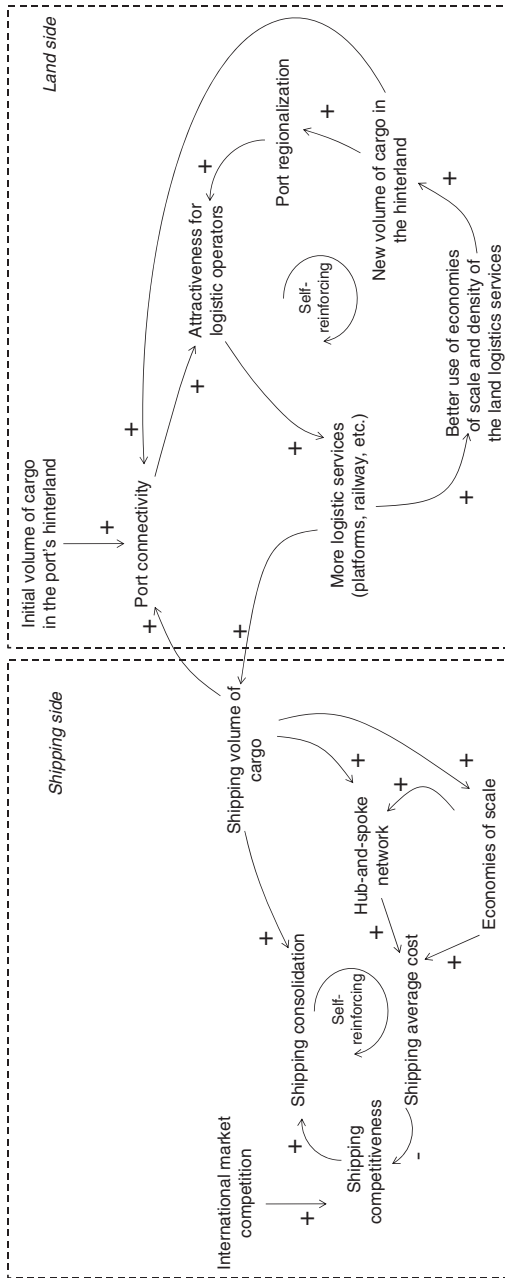 Shipping side
International market
competition
+
Shipping
competitiveness
+
-
Shipping consolidation
Self-
reinforcing
Shipping average cost
+
+
+
Hub-and-spoke
network
Economies of scale
+
+
+
Shipping volume of
cargo
Land side
Initial volume of cargo
in the port's hinterland
+
Port connectivity
+
+
+
+
Attractiveness for
logistic operators
+
More logistic services
(platforms, railway, etc.)
+
Self-
reinforcing
+
Port regionalization
+
New volume of cargo in
the hinterland
+
Better use of economies
of scale and density of
the land logistics services